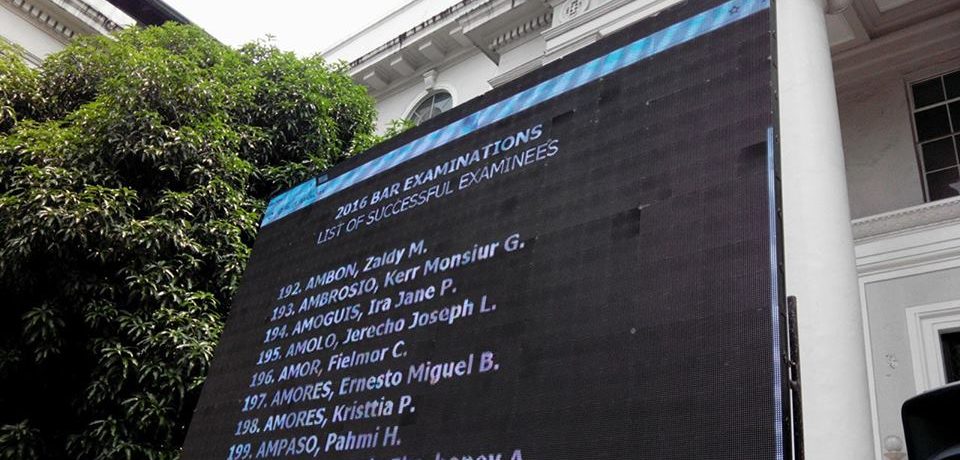 2016 BAR EXAMINATIONS
LIST OF SUCCESSFUL EXAMINEES
192. AMBON, Zaldy M.
193. AMBROSIO, Kerr Monsiur G.
194. AMOGUIS, Ira Jane P.
195. AMOLO, Jerecho Joseph L.
196. AMOR, Fielmor C.
197. AMORES, Ernesto Miguel B.
198. AMORES, Kristtia P.
199. AMPASO, Pahmi H.
A.